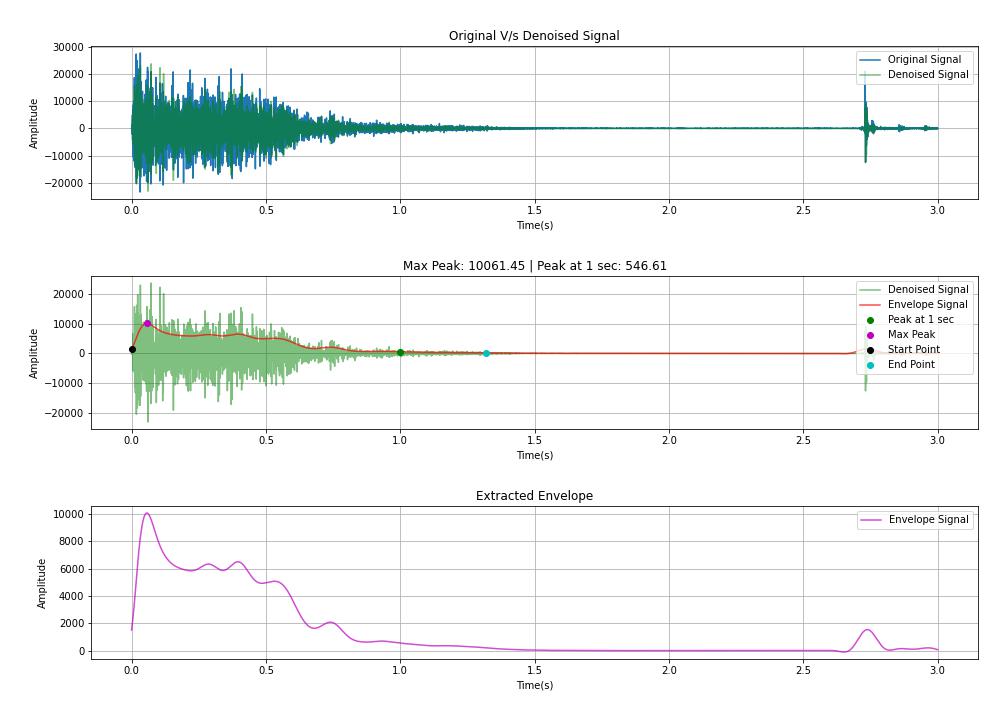 Original V/s Denoised Signal
Amplitude
30000
20000
10000
0
−10000
−20000
Original Signal
Denoised Signal
0.0 0.5 1.0 1.5 2.0 2.5 3.0
Time(s)
Max Peak: 10061.45 | Peak at 1 sec: 546.61
Amplitude
20000
10000
0
−10000
−20000
Denoised Signal
Envelope Signal
Peak at 1 sec
Max Peak
Start Point
End Point
0.0 0.5 1.0 1.5 2.0 2.5 3.0
Time(s)
Extracted Envelope
Amplitude
10000
8000
6000
4000
2000
0
Envelope Signal
0.0 0.5 1.0 1.5 2.0 2.5 3.0
Time(s)